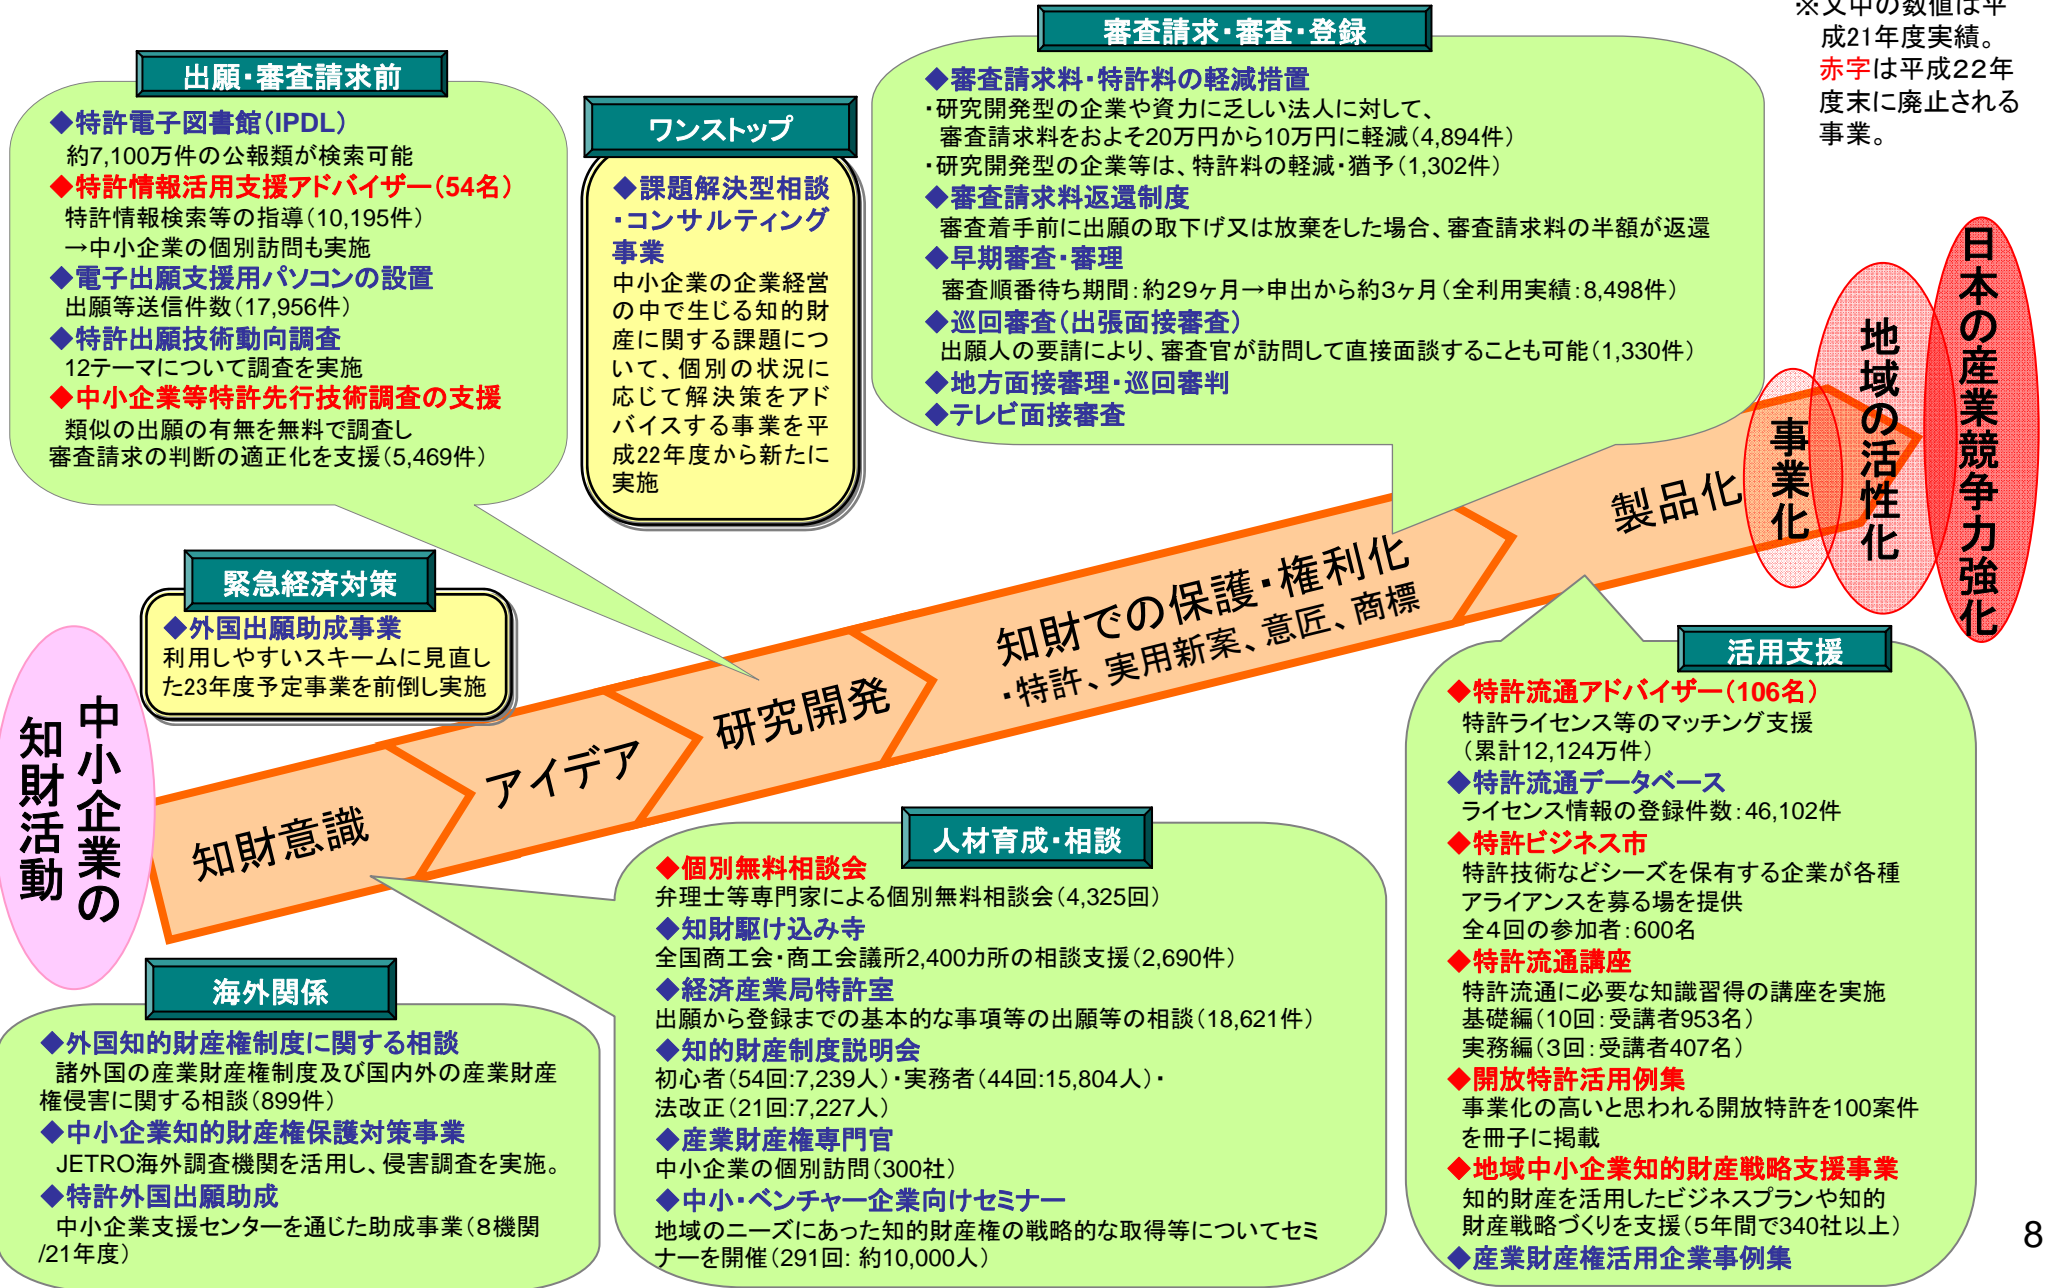 ※文中の数値は平
成21年度実績。
赤字は平成22年
度末に廃止される
事業。
出願・審査請求前
◆特許電子図書館(IPDL)
約7,100万件の公報類が検索可能
◆特許情報活用支援アドバイザー(54名)
特許情報検索等の指導(10,195件)
→中小企業の個別訪問も実施
◆電子出願支援用パソコンの設置
出願等送信件数(17,956件)
◆特許出願技術動向調査
12テーマについて調査を実施
◆中小企業等特許先行技術調査の支援
類似の出願の有無を無料で調査し
審査請求の判断の適正化を支援(5,469件)
ワンストップ
◆課題解決型相談
・コンサルティング
事業
中小企業の企業経営
の中で生じる知的財
産に関する課題につ
いて、個別の状況に
応じて解決策をアド
バイスする事業を平
成22年度から新たに
実施
審査請求・審査・登録
◆審査請求料・特許料の軽減措置
・研究開発型の企業や資力に乏しい法人に対して、
審査請求料をおよそ20万円から10万円に軽減(4,894件)
・研究開発型の企業等は、特許料の軽減・猶予(1,302件)
◆審査請求料返還制度
審査着手前に出願の取下げ又は放棄をした場合、審査請求料の半額が返還
◆早期審査・審理
審査順番待ち期間:約29ヶ月→申出から約3ヶ月(全利用実績:8,498件)
◆巡回審査(出張面接審査)
出願人の要請により、審査官が訪問して直接面談することも可能(1,330件)
◆地方面接審理・巡回審判
◆テレビ面接審査
緊急経済対策
◆外国出願助成事業
利用しやすいスキームに見直し
た23年度予定事業を前倒し実施
中小企業の
知財活動
知財意識
アイデア
研究開発
知財での保護・権利化
・特許、実用新案、意匠、商標
製品化
事業化
地域の活性化
日本の産業競争力強化
海外関係
◆外国知的財産権制度に関する相談
諸外国の産業財産権制度及び国内外の産業財産
権侵害に関する相談(899件)
◆中小企業知的財産権保護対策事業
JETRO海外調査機関を活用し、侵害調査を実施。
◆特許外国出願助成
中小企業支援センターを通じた助成事業(8機関
/21年度)
人材育成・相談
◆個別無料相談会
弁理士等専門家による個別無料相談会(4,325回)
◆知財駆け込み寺
全国商工会・商工会議所2,400カ所の相談支援(2,690件)
◆経済産業局特許室
出願から登録までの基本的な事項等の出願等の相談(18,621件)
◆知的財産制度説明会
初心者(54回:7,239人)・実務者(44回:15,804人)・
法改正(21回:7,227人)
◆産業財産権専門官
中小企業の個別訪問(300社)
◆中小・ベンチャー企業向けセミナー
地域のニーズにあった知的財産権の戦略的な取得等についてセミ
ナーを開催(291回: 約10,000人)
活用支援
◆特許流通アドバイザー(106名)
特許ライセンス等のマッチング支援
(累計12,124万件)
◆特許流通データベース
ライセンス情報の登録件数:46,102件
◆特許ビジネス市
特許技術などシーズを保有する企業が各種
アライアンスを募る場を提供
全4回の参加者:600名
◆特許流通講座
特許流通に必要な知識習得の講座を実施
基礎編(10回:受講者953名)
実務編(3回:受講者407名)
◆開放特許活用例集
事業化の高いと思われる開放特許を100案件
を冊子に掲載
◆地域中小企業知的財産戦略支援事業
知的財産を活用したビジネスプランや知的
財産戦略づくりを支援(5年間で340社以上)
◆産業財産権活用企業事例集
8